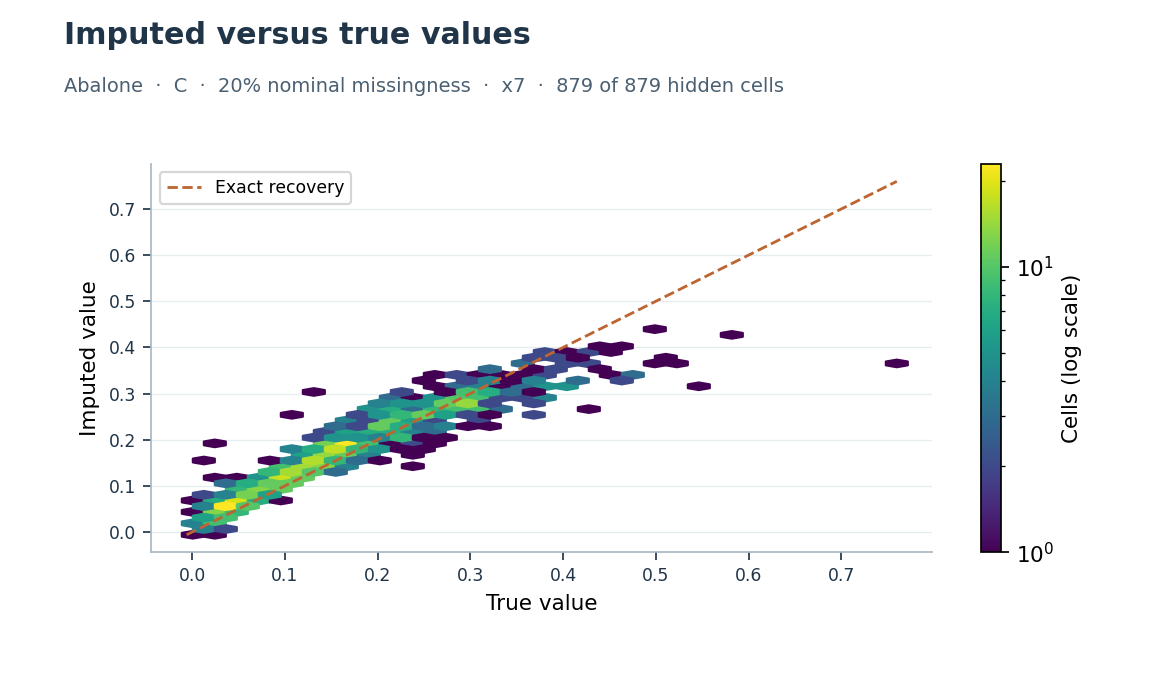 Imputed versus true values
Abalone · C · 20% nominal missingness · x7 · 879 of 879 hidden cells
Exact recovery
0.7
0.6
0.5
0.4
0.3
0.2
0.1
0.0
Imputed value
0.0 0.1 0.2 0.3 0.4 0.5 0.6 0.7
True value
10¹
10⁰
Cells (log scale)